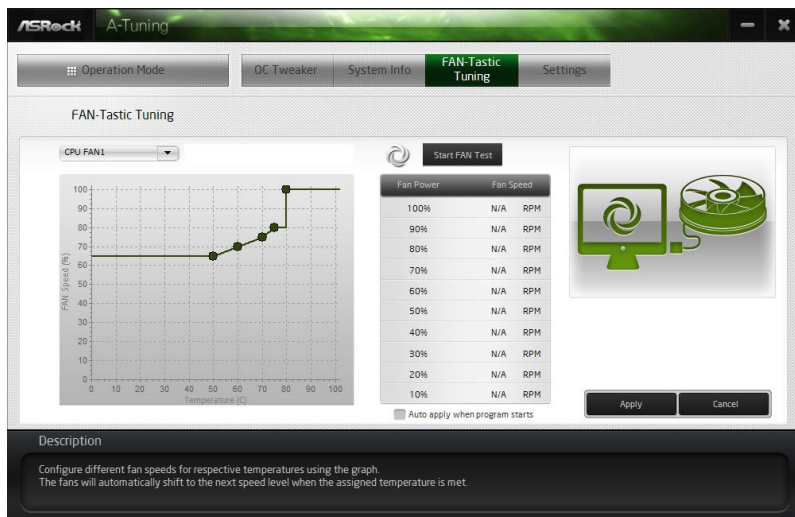 ASRock A-Tuning
Operation Mode
OC Tweaker
System Info
FAN-Tastic
Tuning
Settings
FAN-Tastic Tuning
CPU FAN1
Start FAN Test
100
90
80
70
60
50
40
30
20
10
0
FAN Speed (%)
0 10 20 30 40 50 60 70 80 90 100
Temperature (C)
Fan Power Fan Speed
100% N/A RPM
90% N/A RPM
80% N/A RPM
70% N/A RPM
60% N/A RPM
50% N/A RPM
40% N/A RPM
30% N/A RPM
20% N/A RPM
10% N/A RPM
Auto apply when program starts
Apply
Cancel
Description
Configure different fan speeds for respective temperatures using the graph.
The fans will automatically shift to the next speed level when the assigned temperature is met.